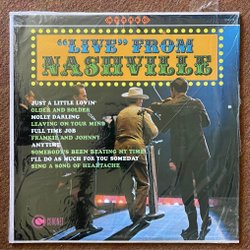 STEREO
"LIVE" FROM
NASHVILLE
JUST A LITTLE LOVIN'
OLDER AND BOLDER
MOLLY DARLING
LEAVING ON YOUR MIND
FULL TIME JOB
FRANKIE AND JOHNNY
ANYTIME
SOMEBODY'S BEEN BEATING MY TIME
I'LL DO AS MUCH FOR YOU SOMEDAY
SING A SONG OF HEARTACHE
CORONET